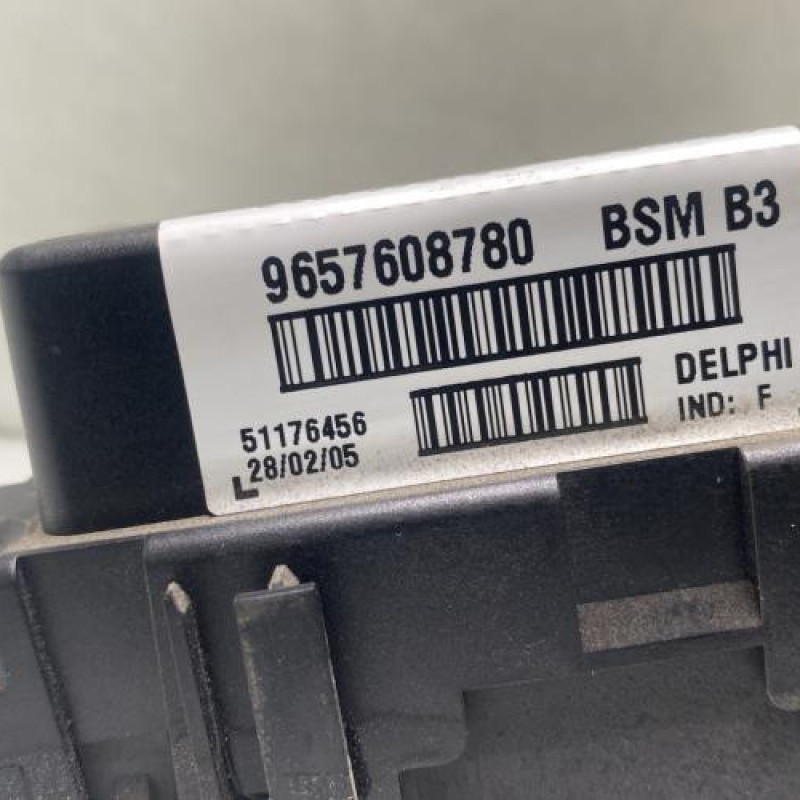 9657608780 BSM B3
DELPHI
51176456
IND: F
28/02/05
L